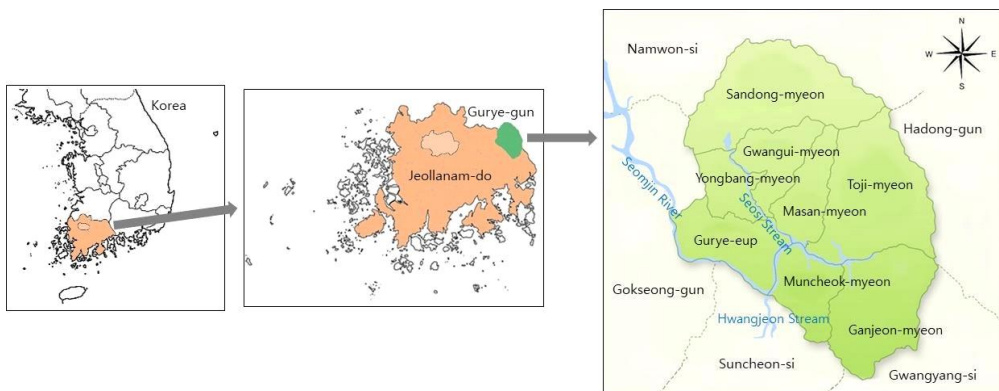 Korea
Gurye-gun
Jeollanam-do
Namwon-si
N
W
E
S
Sandong-myeon
Hadong-gun
Gwangui-myeon
Yongbang-myeon
Toji-myeon
Seomjin River
Seosi Stream
Masan-myeon
Gurye-eup
Gokseong-gun
Muncheok-myeon
Hwangjeon Stream
Ganjeon-myeon
Suncheon-si
Gwangyang-si